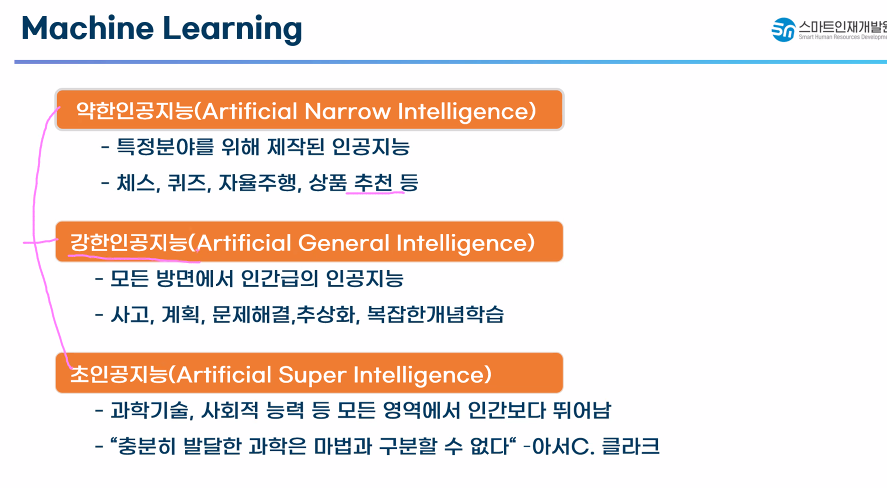 Machine Learning
스마트인재개발원
Smart Human Resources Developm
약한인공지능(Artificial Narrow Intelligence)
- 특정분야를 위해 제작된 인공지능
- 체스, 퀴즈, 자율주행, 상품 추천 등
강한인공지능(Artificial General Intelligence)
- 모든 방면에서 인간급의 인공지능
- 사고, 계획, 문제해결,추상화, 복잡한개념학습
초인공지능(Artificial Super Intelligence)
- 과학기술, 사회적 능력 등 모든 영역에서 인간보다 뛰어남
- “충분히 발달한 과학은 마법과 구분할 수 없다“ -아서C. 클라크